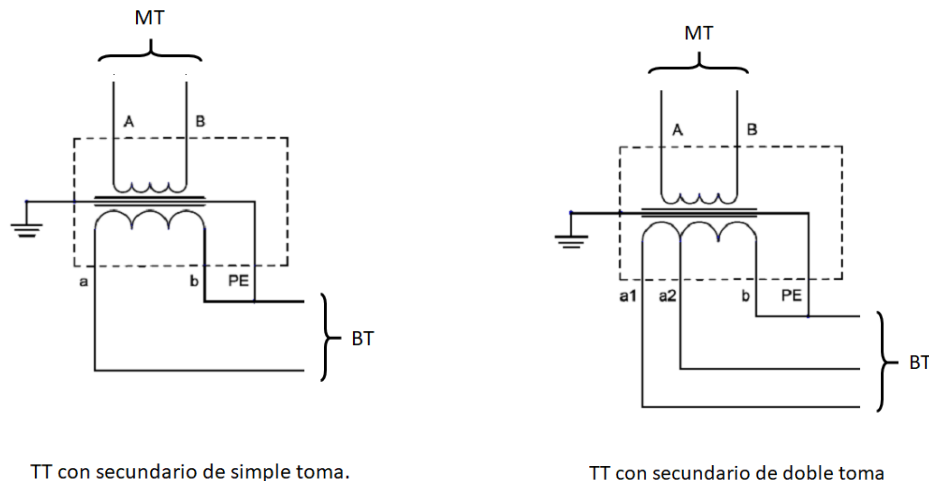 MT
A B
a b PE
BT
TT con secundario de simple toma.
MT
A B
a1 a2 b PE
BT
TT con secundario de doble toma